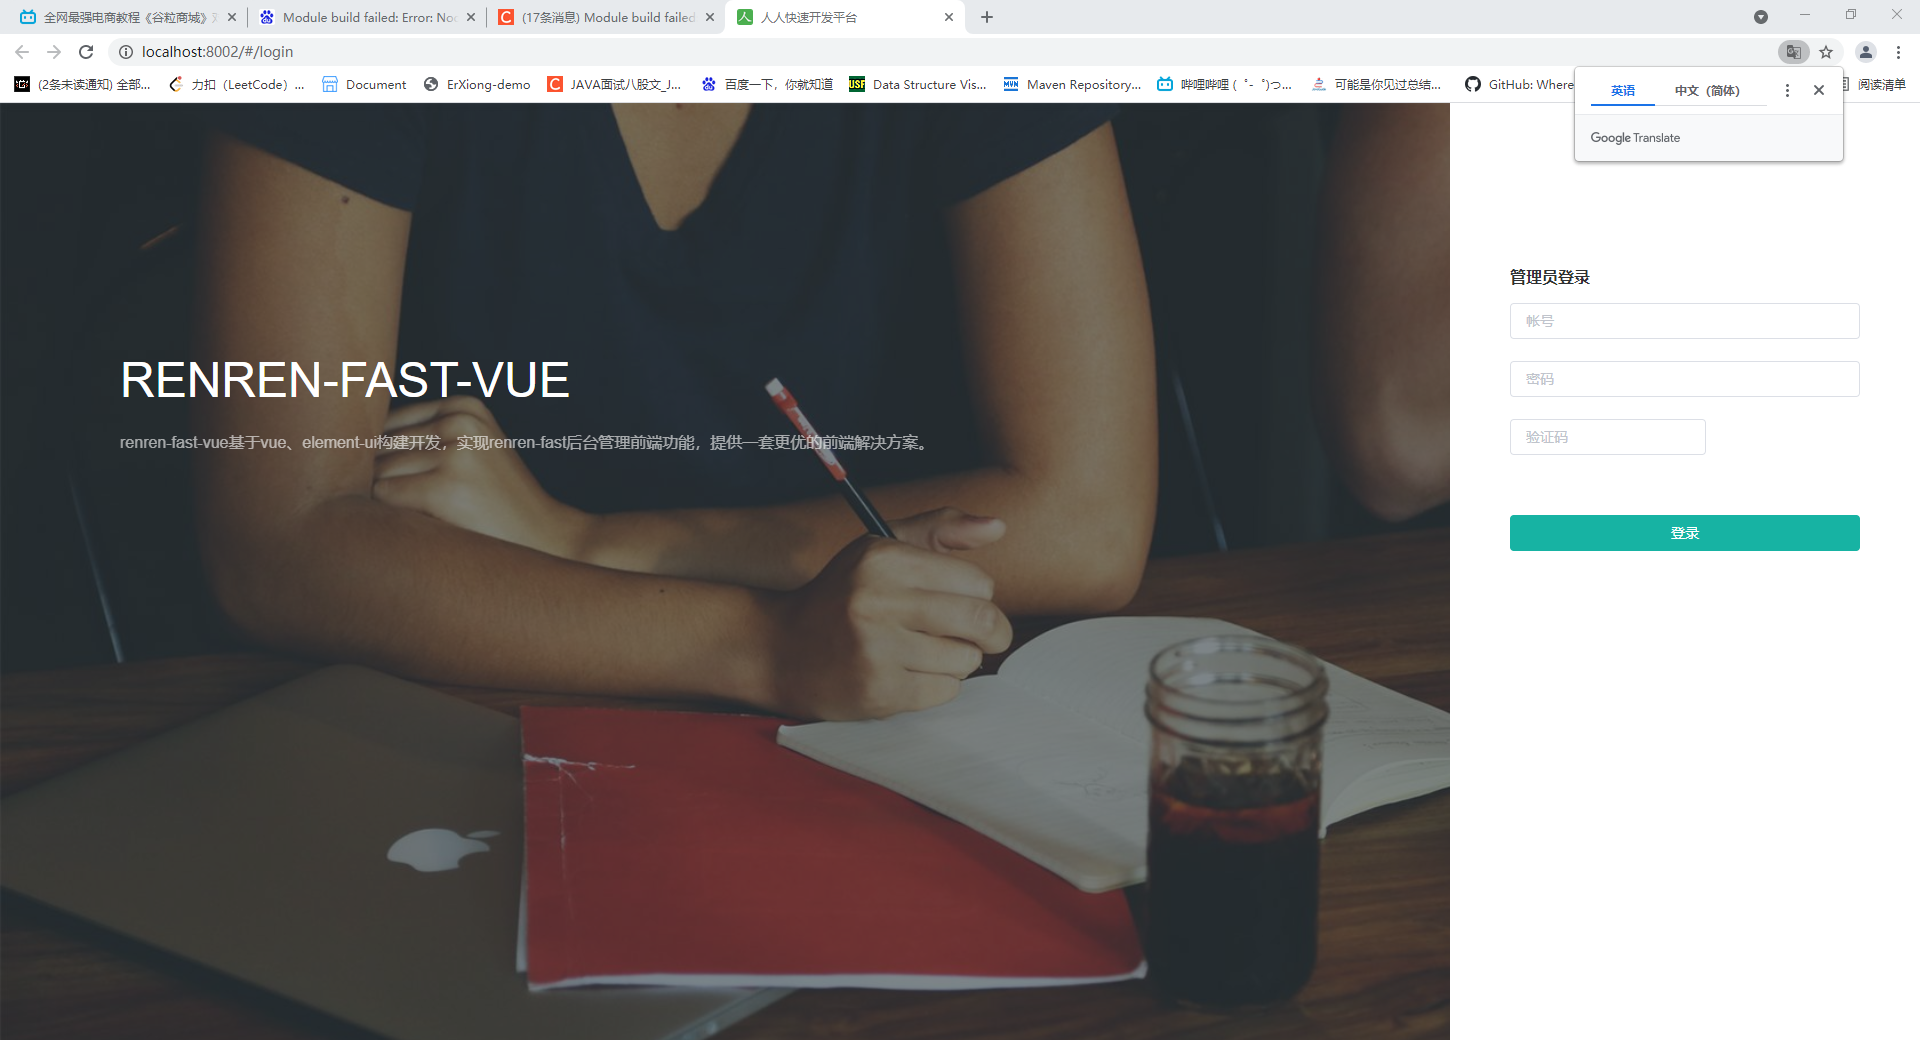 全网最强电商教程《谷粒商城》
Module build failed: Error: No
(17条消息) Module build failed
人人快速开发平台
localhost:8002/#/login
(2条未读通知) 全部...
力扣（LeetCode）...
Document
ErXiong-demo
JAVA面试八股文_J...
百度一下，你就知道
USF
Data Structure Vis...
MVN
Maven Repository...
哔哩哔哩 (゜-゜)つ...
可能是你见过总结...
GitHub: Where
阅读清单
英语
中文（简体）
Google Translate
RENREN-FAST-VUE
renren-fast-vue基于vue、element-ui构建开发，实现renren-fast后台管理前端功能，提供一套更优的前端解决方案。
管理员登录
帐号
密码
验证码
登录